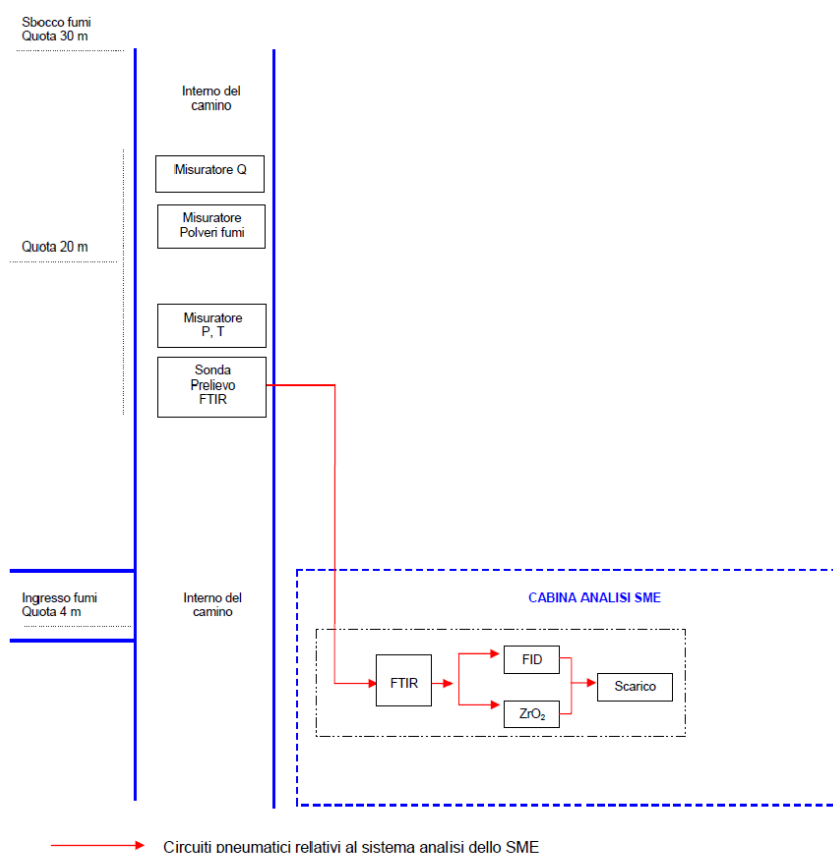 Sbocco fumi
Quota 30 m
Interno del
camino
Misuratore Q
Misuratore
Polveri fumi
Quota 20 m
Misuratore
P, T
Sonda
Prelievo
FTIR
Ingresso fumi
Quota 4 m
Interno del
camino
CABINA ANALISI SME
FTIR
FID
ZrO₂
Scarico
Circuiti pneumatici relativi al sistema analisi dello SME